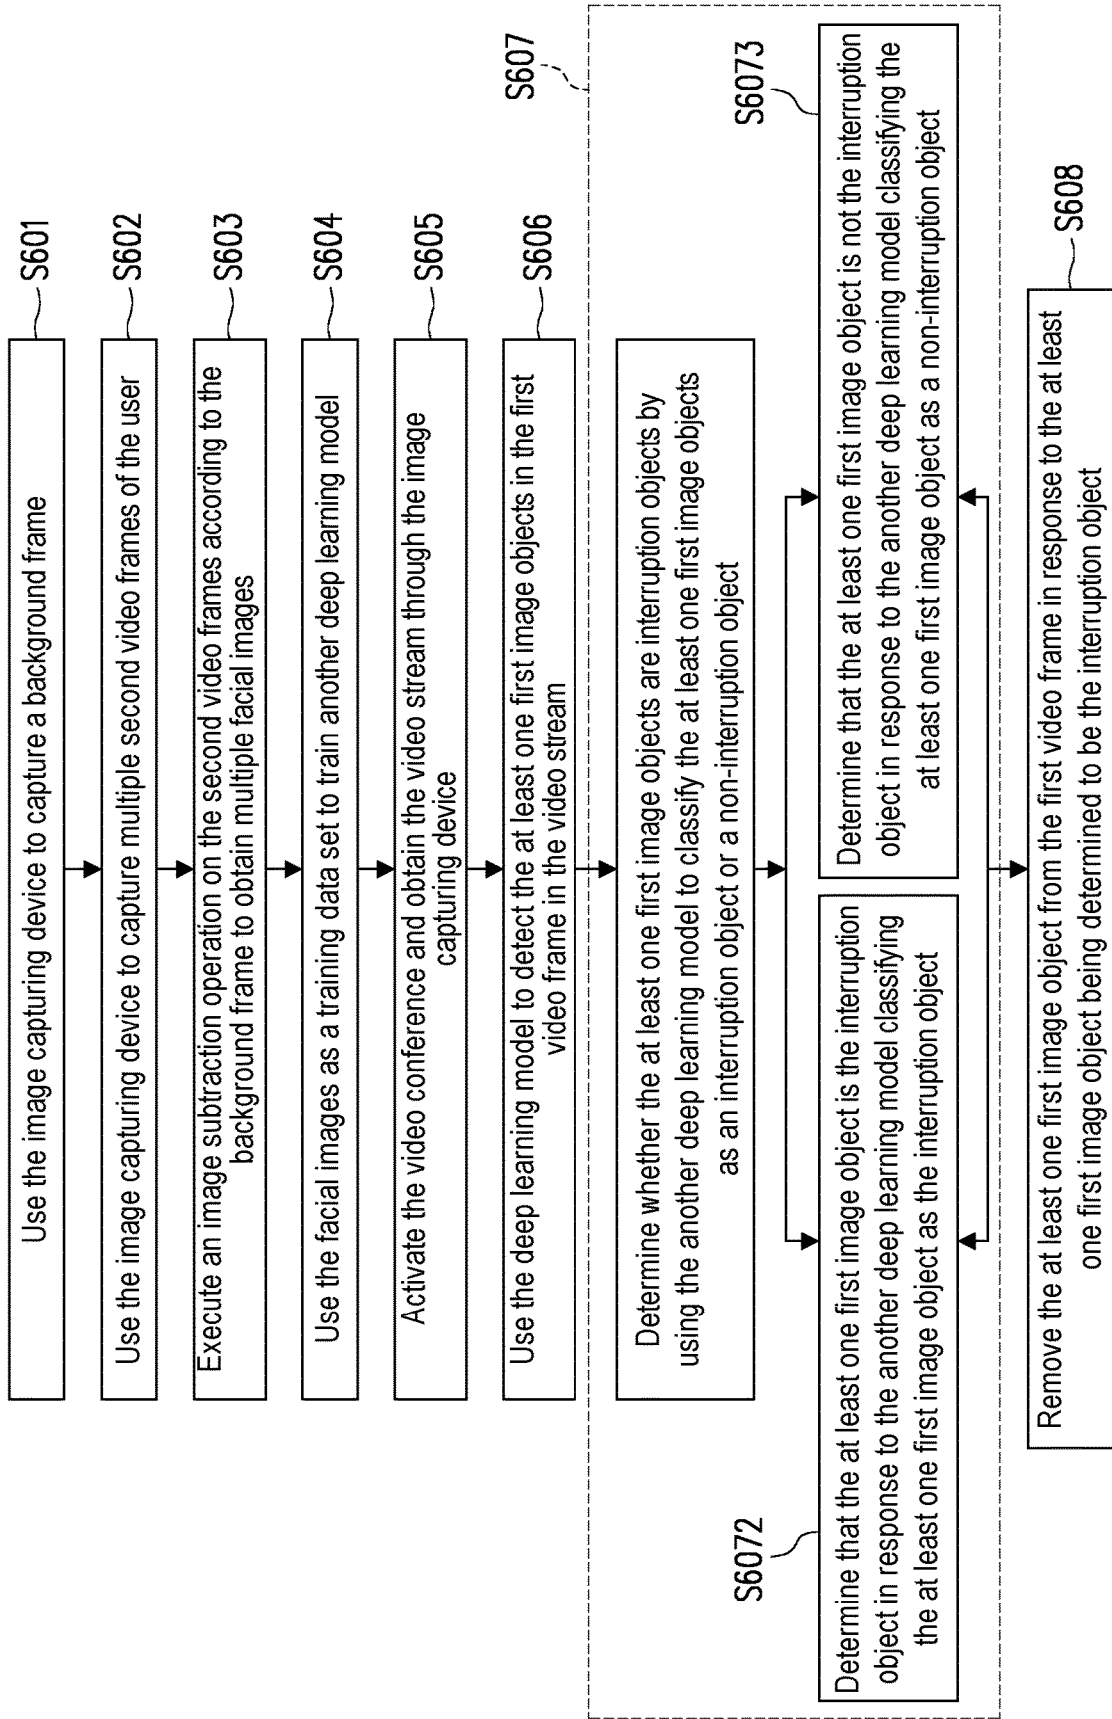 Use the image capturing device to capture a background frame
S601
Use the image capturing device to capture multiple second video frames of the user
S602
Execute an image subtraction operation on the second video frames according to the
background frame to obtain multiple facial images
S603
Use the facial images as a training data set to train another deep learning model
S604
Activate the video conference and obtain the video stream through the image
capturing device
S605
Use the deep learning model to detect the at least one first image objects in the first
video frame in the video stream
S606
S607
Determine whether the at least one first image objects are interruption objects by
using the another deep learning model to classify the at least one first image objects
as an interruption object or a non-interruption object
S6072
Determine that the at least one first image object is the interruption
object in response to the another deep learning model classifying
the at least one first image object as the interruption object
S6073
Determine that the at least one first image object is not the interruption
object in response to the another deep learning model classifying the
at least one first image object as a non-interruption object
S608
Remove the at least one first image object from the first video frame in response to the at least
one first image object being determined to be the interruption object